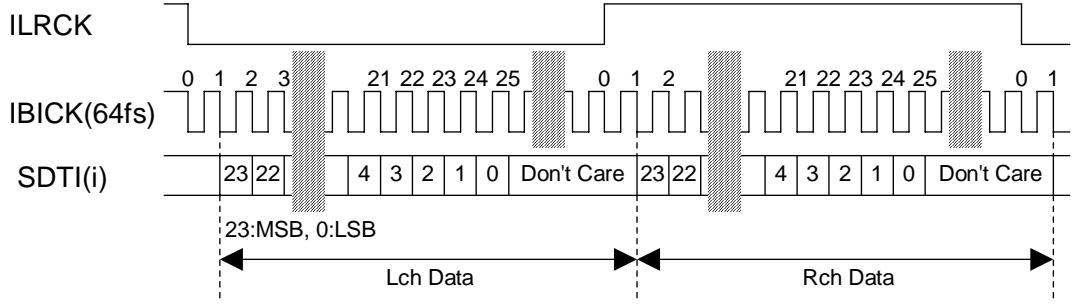 ILRCK
0 1 2 3 21 22 23 24 25 0 1 2 21 22 23 24 25 0 1
IBICK(64fs)
SDTI(i) 23 22 4 3 2 1 0 Don't Care 23 22 4 3 2 1 0 Don't Care
23:MSB, 0:LSB
Lch Data Rch Data